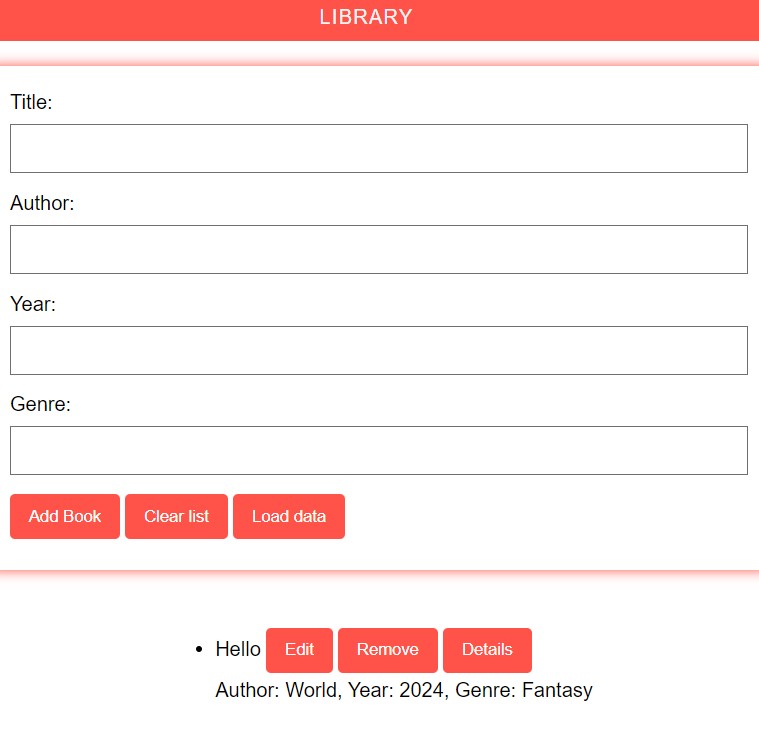 LIBRARY
Title:
Author:
Year:
Genre:
Add Book Clear list Load data
Hello Edit Remove Details
Author: World, Year: 2024, Genre: Fantasy